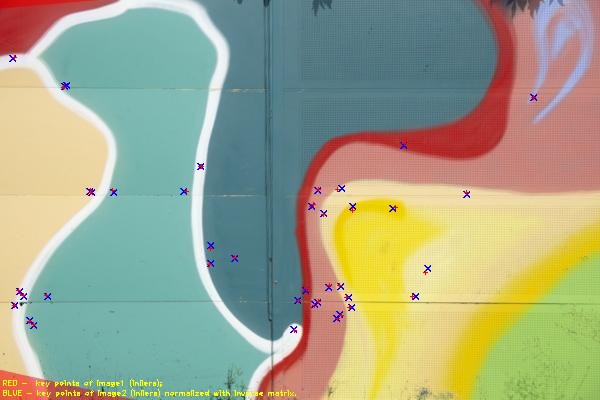 RED - key points of image1 (inliers);
BLUE - key points of image2 (inliers) normalized with inverse matrix.